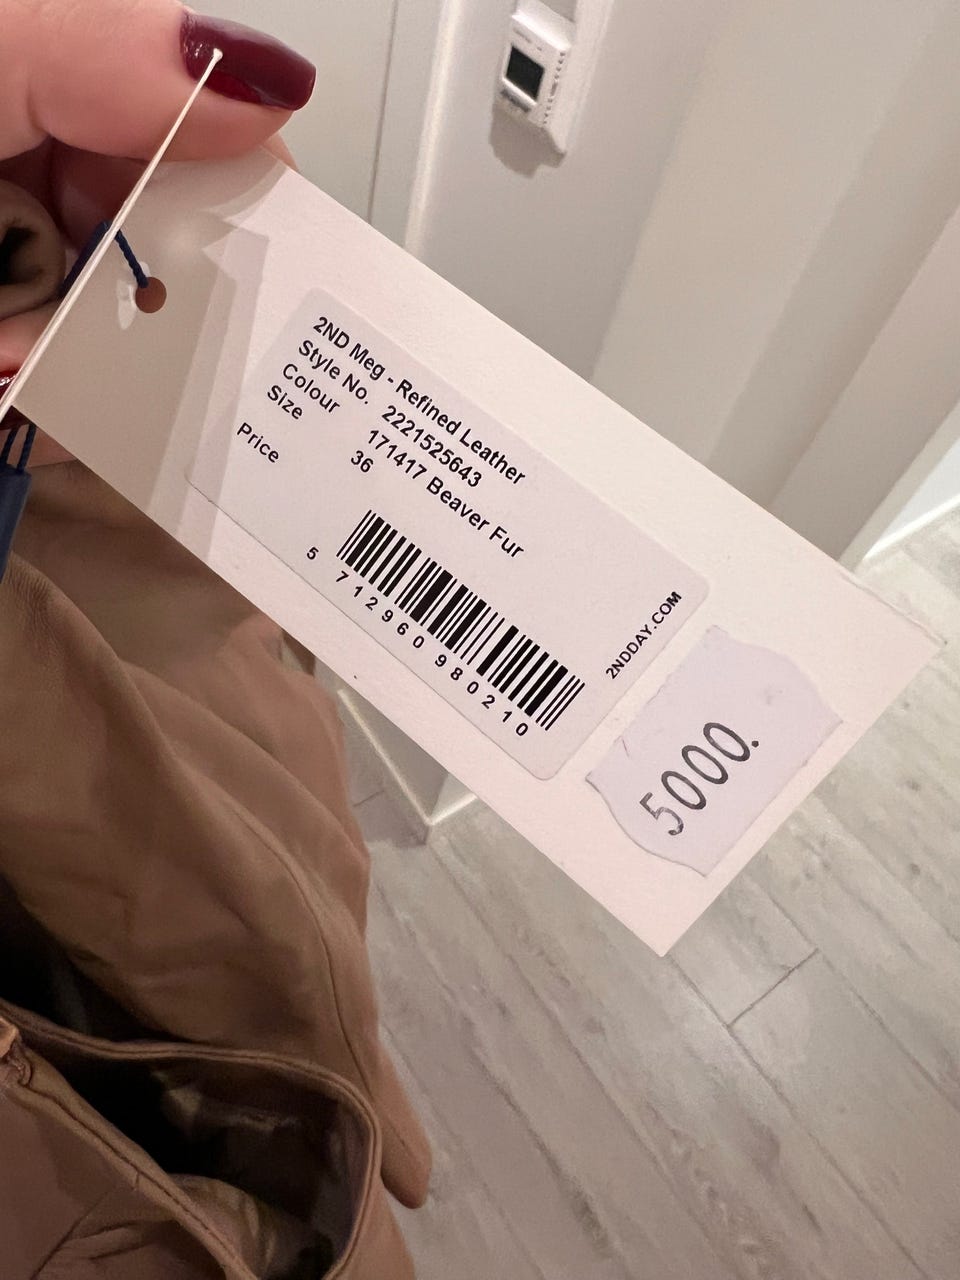 2ND Meg - Refined Leather
Style No. 2221525643
Colour 171417 Beaver Fur
Size 36
Price
5 712960 980210
2NDDAY.COM
5000.